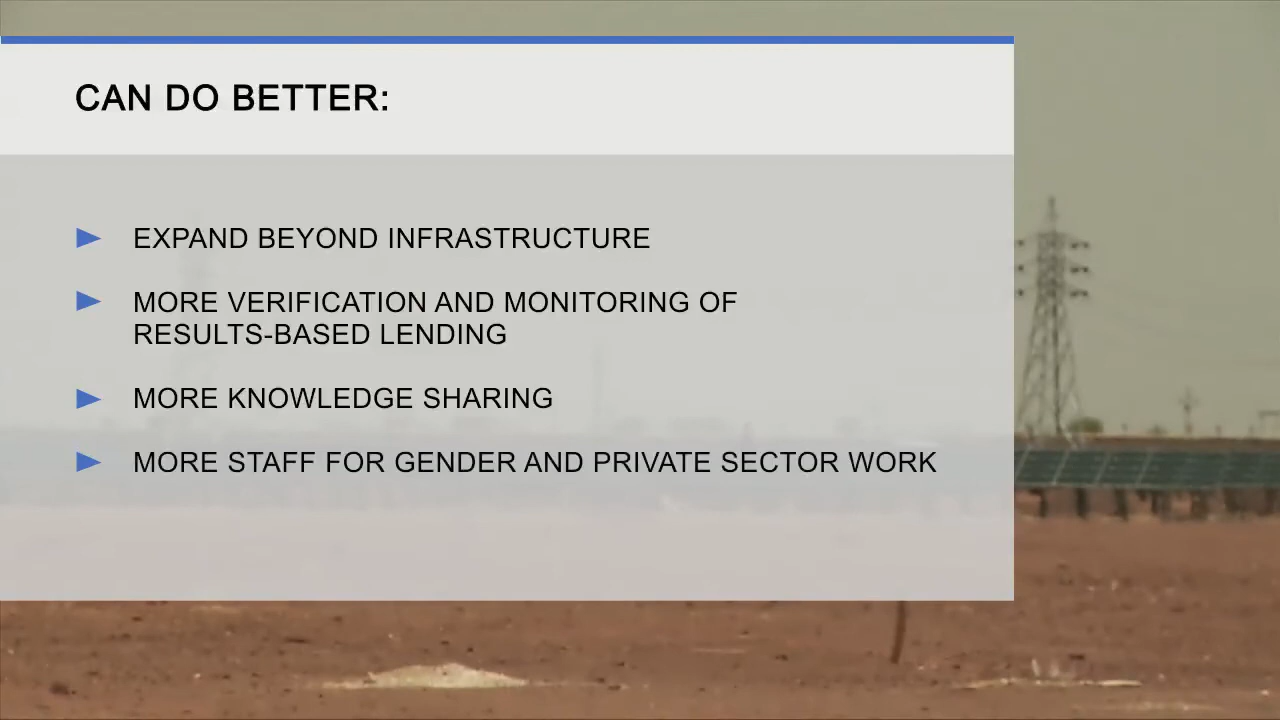 CAN DO BETTER:
EXPAND BEYOND INFRASTRUCTURE
MORE VERIFICATION AND MONITORING OF
RESULTS-BASED LENDING
MORE KNOWLEDGE SHARING
MORE STAFF FOR GENDER AND PRIVATE SECTOR WORK